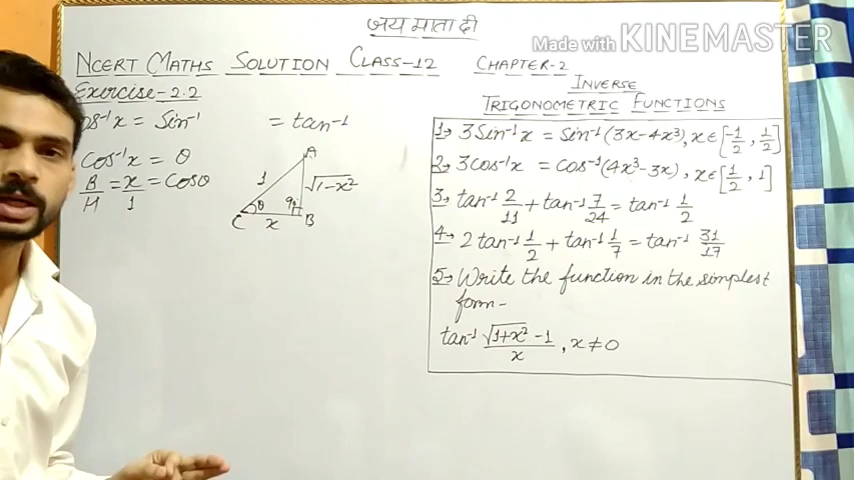 जय माता दी
Made with KINEMASTER
NCERT MATHS SOLUTION CLASS-12 CHAPTER-2
INVERSE
TRIGONOMETRIC FUNCTIONS
Exercise-2.2
os⁻¹x = Sin⁻¹ = tan⁻¹
Cos⁻¹x = θ
B/H = x/1 = Cosθ
A
1
√1-x²
θ
90
C
x
B
1→ 3Sin⁻¹x = Sin⁻¹(3x-4x³), x∈[-1/2, 1/2]
2→ 3cos⁻¹x = Cos⁻¹(4x³-3x), x∈[1/2, 1]
3→ tan⁻¹ 2/11 + tan⁻¹ 7/24 = tan⁻¹ 1/2
4→ 2tan⁻¹ 1/2 + tan⁻¹ 1/7 = tan⁻¹ 31/17
5→ Write the function in the simplest
form-
tan⁻¹ (√1+x² -1)/x, x≠0